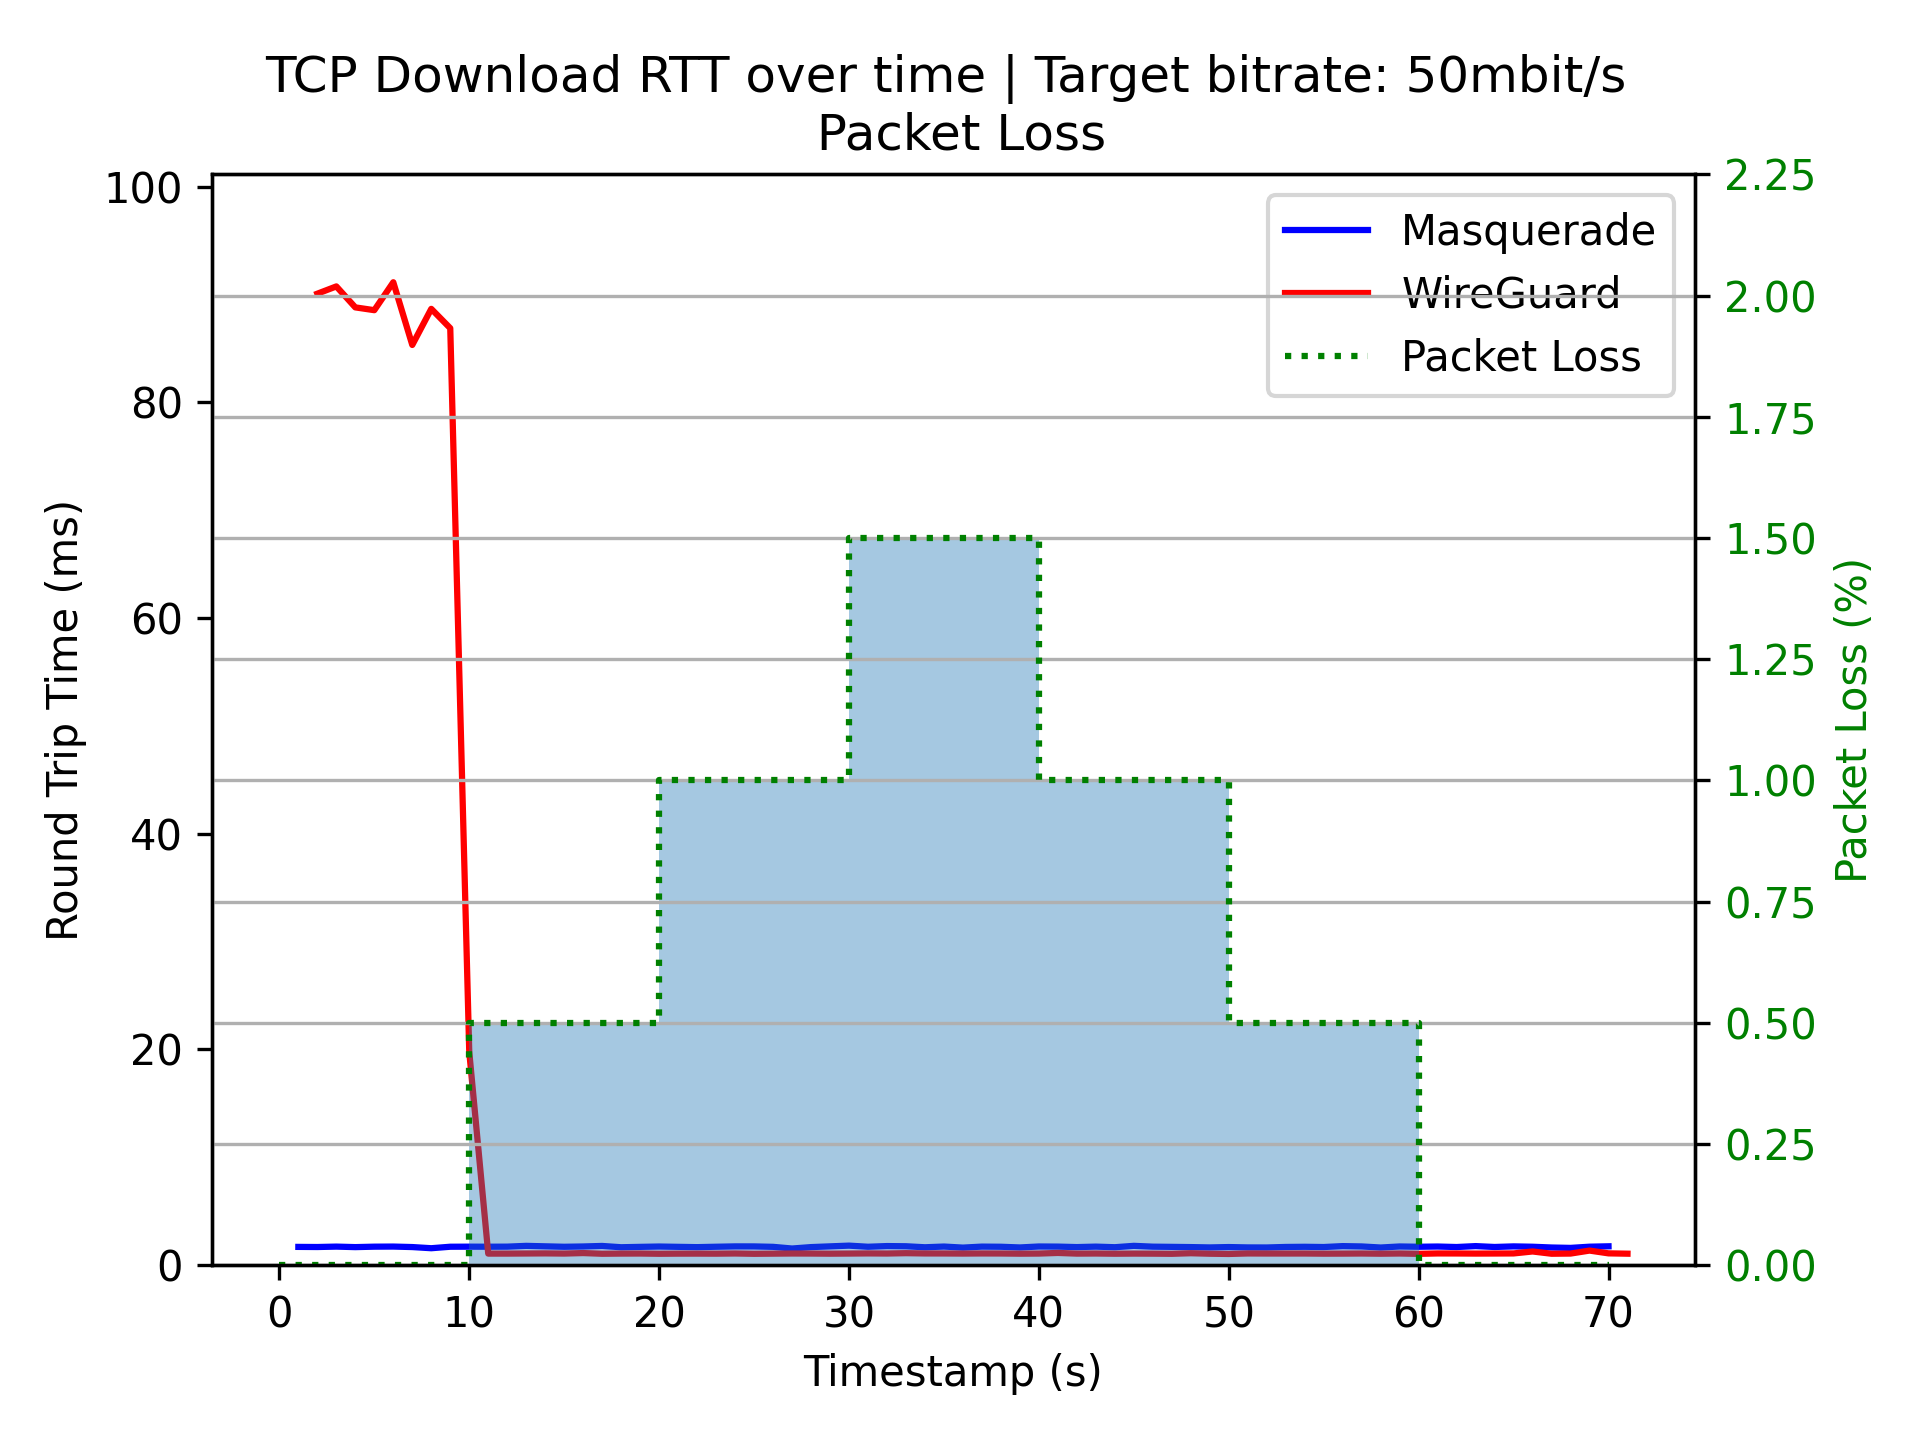 TCP Download RTT over time | Target bitrate: 50mbit/s
Packet Loss
100
80
60
40
20
0
Round Trip Time (ms)
2.25
2.00
1.75
1.50
1.25
1.00
0.75
0.50
0.25
0.00
Packet Loss (%)
Masquerade
WireGuard
Packet Loss
0 10 20 30 40 50 60 70
Timestamp (s)